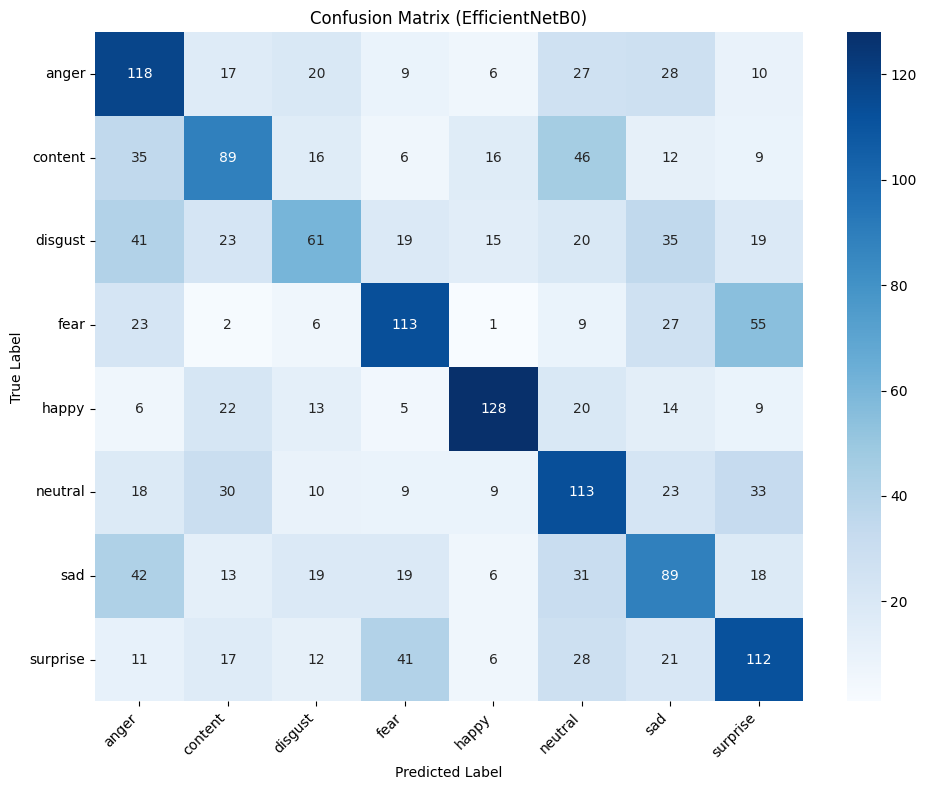 Confusion Matrix (EfficientNetB0)
anger 118 17 20 9 6 27 28 10
content 35 89 16 6 16 46 12 9
disgust 41 23 61 19 15 20 35 19
fear 23 2 6 113 1 9 27 55
happy 6 22 13 5 128 20 14 9
neutral 18 30 10 9 9 113 23 33
sad 42 13 19 19 6 31 89 18
surprise 11 17 12 41 6 28 21 112
anger content disgust fear happy neutral sad surprise
Predicted Label
True Label
120
100
80
60
40
20